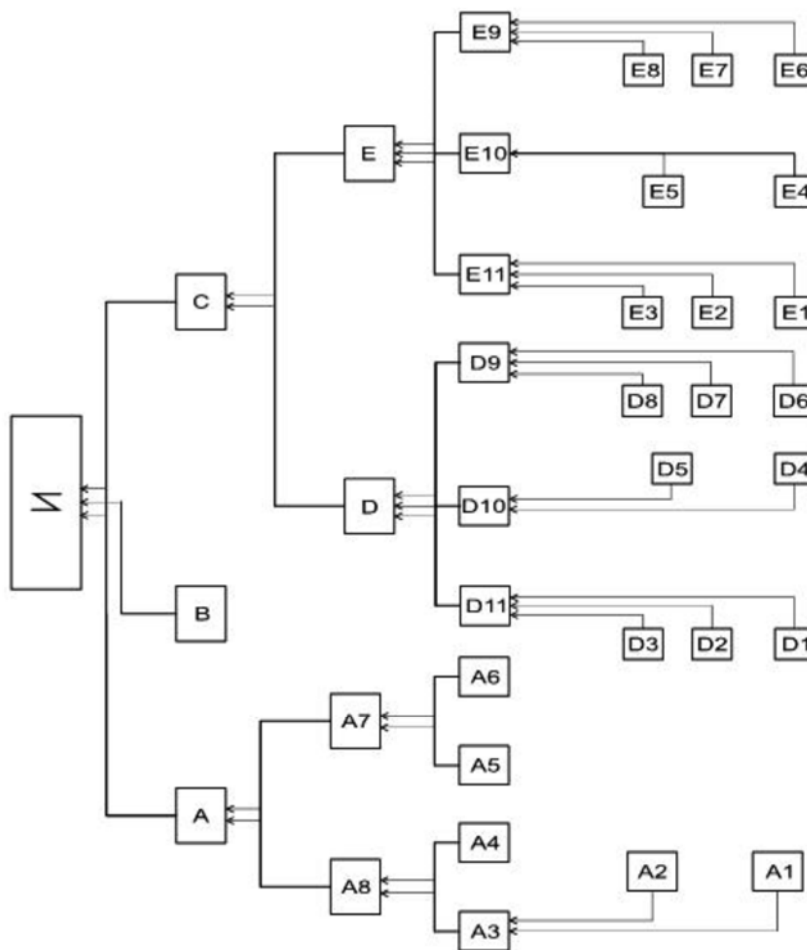 E9
E8 E7 E6
E E10
E5 E4
C E11
E3 E2 E1
D9
D8 D7 D6
D5 D4
И D D10
B D11
D3 D2 D1
A6
A7
A5
A A4
A8 A2 A1
A3